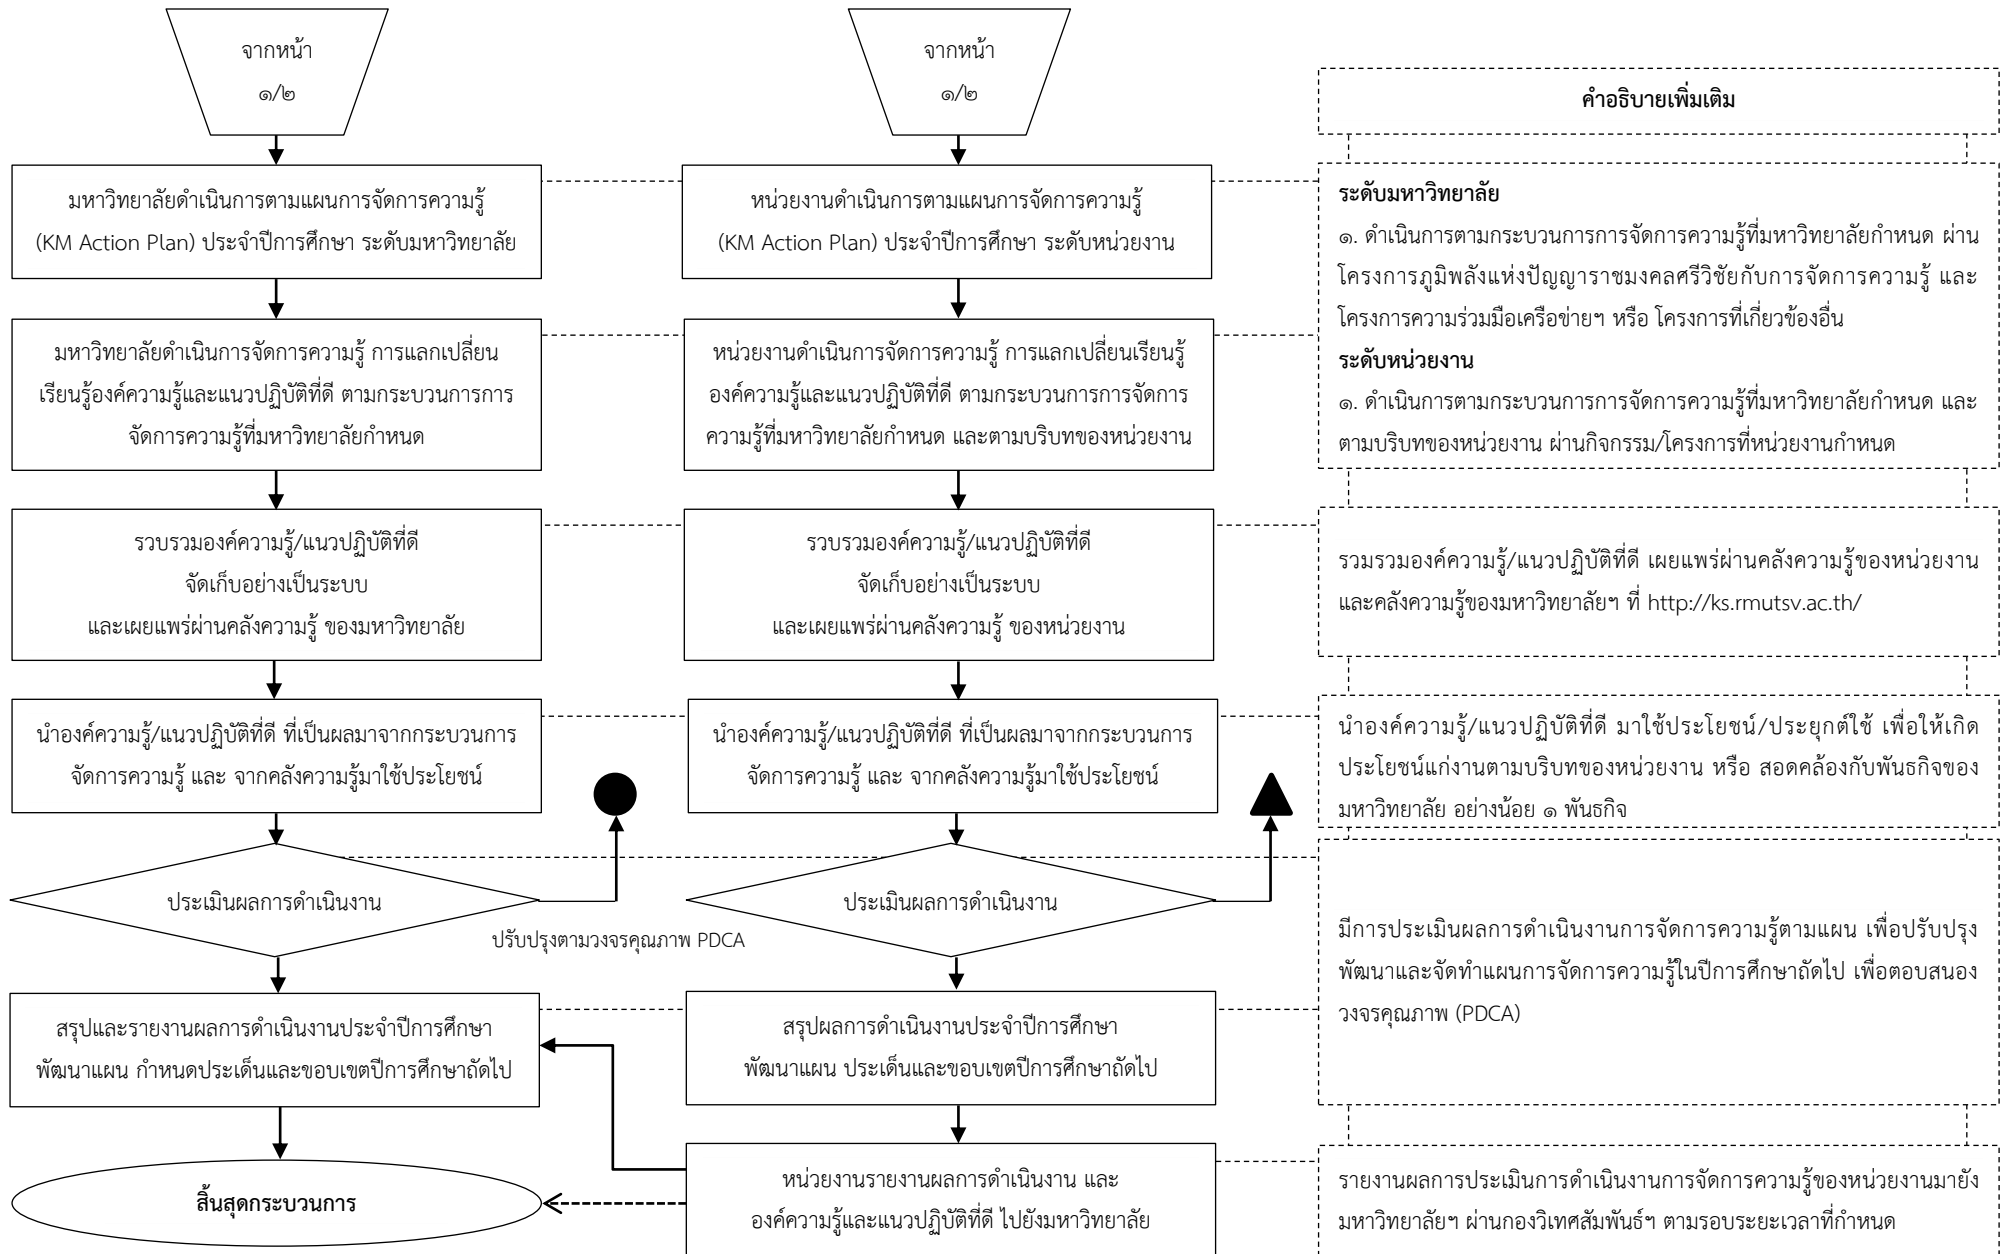 จากหน้า
๑/๒
จากหน้า
๑/๒
คำอธิบายเพิ่มเติม
มหาวิทยาลัยดำเนินการตามแผนการจัดการความรู้
(KM Action Plan) ประจำปีการศึกษา ระดับมหาวิทยาลัย
หน่วยงานดำเนินการตามแผนการจัดการความรู้
(KM Action Plan) ประจำปีการศึกษา ระดับหน่วยงาน
ระดับมหาวิทยาลัย
๑. ดำเนินการตามกระบวนการการจัดการความรู้ที่มหาวิทยาลัยกำหนด ผ่าน
โครงการภูมิพลังแห่งปัญญาราชมงคลศรีวิชัยกับการจัดการความรู้ และ
โครงการความร่วมมือเครือข่ายฯ หรือ โครงการที่เกี่ยวข้องอื่น
ระดับหน่วยงาน
๑. ดำเนินการตามกระบวนการการจัดการความรู้ที่มหาวิทยาลัยกำหนด และ
ตามบริบทของหน่วยงาน ผ่านกิจกรรม/โครงการที่หน่วยงานกำหนด
มหาวิทยาลัยดำเนินการจัดการความรู้ การแลกเปลี่ยน
เรียนรู้องค์ความรู้และแนวปฏิบัติที่ดี ตามกระบวนการการ
จัดการความรู้ที่มหาวิทยาลัยกำหนด
หน่วยงานดำเนินการจัดการความรู้ การแลกเปลี่ยนเรียนรู้
องค์ความรู้และแนวปฏิบัติที่ดี ตามกระบวนการการจัดการ
ความรู้ที่มหาวิทยาลัยกำหนด และตามบริบทของหน่วยงาน
รวบรวมองค์ความรู้/แนวปฏิบัติที่ดี
จัดเก็บอย่างเป็นระบบ
และเผยแพร่ผ่านคลังความรู้ ของมหาวิทยาลัย
รวบรวมองค์ความรู้/แนวปฏิบัติที่ดี
จัดเก็บอย่างเป็นระบบ
และเผยแพร่ผ่านคลังความรู้ ของหน่วยงาน
รวมรวมองค์ความรู้/แนวปฏิบัติที่ดี เผยแพร่ผ่านคลังความรู้ของหน่วยงาน
และคลังความรู้ของมหาวิทยาลัยฯ ที่ http://ks.rmutsv.ac.th/
นำองค์ความรู้/แนวปฏิบัติที่ดี ที่เป็นผลมาจากกระบวนการ
จัดการความรู้ และ จากคลังความรู้มาใช้ประโยชน์
นำองค์ความรู้/แนวปฏิบัติที่ดี ที่เป็นผลมาจากกระบวนการ
จัดการความรู้ และ จากคลังความรู้มาใช้ประโยชน์
นำองค์ความรู้/แนวปฏิบัติที่ดี มาใช้ประโยชน์/ประยุกต์ใช้ เพื่อให้เกิด
ประโยชน์แก่งานตามบริบทของหน่วยงาน หรือ สอดคล้องกับพันธกิจของ
มหาวิทยาลัย อย่างน้อย ๑ พันธกิจ
ประเมินผลการดำเนินงาน
ประเมินผลการดำเนินงาน
ปรับปรุงตามวงจรคุณภาพ PDCA
มีการประเมินผลการดำเนินงานการจัดการความรู้ตามแผน เพื่อปรับปรุง
พัฒนาและจัดทำแผนการจัดการความรู้ในปีการศึกษาถัดไป เพื่อตอบสนอง
วงจรคุณภาพ (PDCA)
สรุปและรายงานผลการดำเนินงานประจำปีการศึกษา
พัฒนาแผน กำหนดประเด็นและขอบเขตปีการศึกษาถัดไป
สรุปผลการดำเนินงานประจำปีการศึกษา
พัฒนาแผน ประเด็นและขอบเขตปีการศึกษาถัดไป
สิ้นสุดกระบวนการ
หน่วยงานรายงานผลการดำเนินงาน และ
องค์ความรู้และแนวปฏิบัติที่ดี ไปยังมหาวิทยาลัย
รายงานผลการประเมินการดำเนินงานการจัดการความรู้ของหน่วยงานมายัง
มหาวิทยาลัยฯ ผ่านกองวิเทศสัมพันธ์ฯ ตามรอบระยะเวลาที่กำหนด